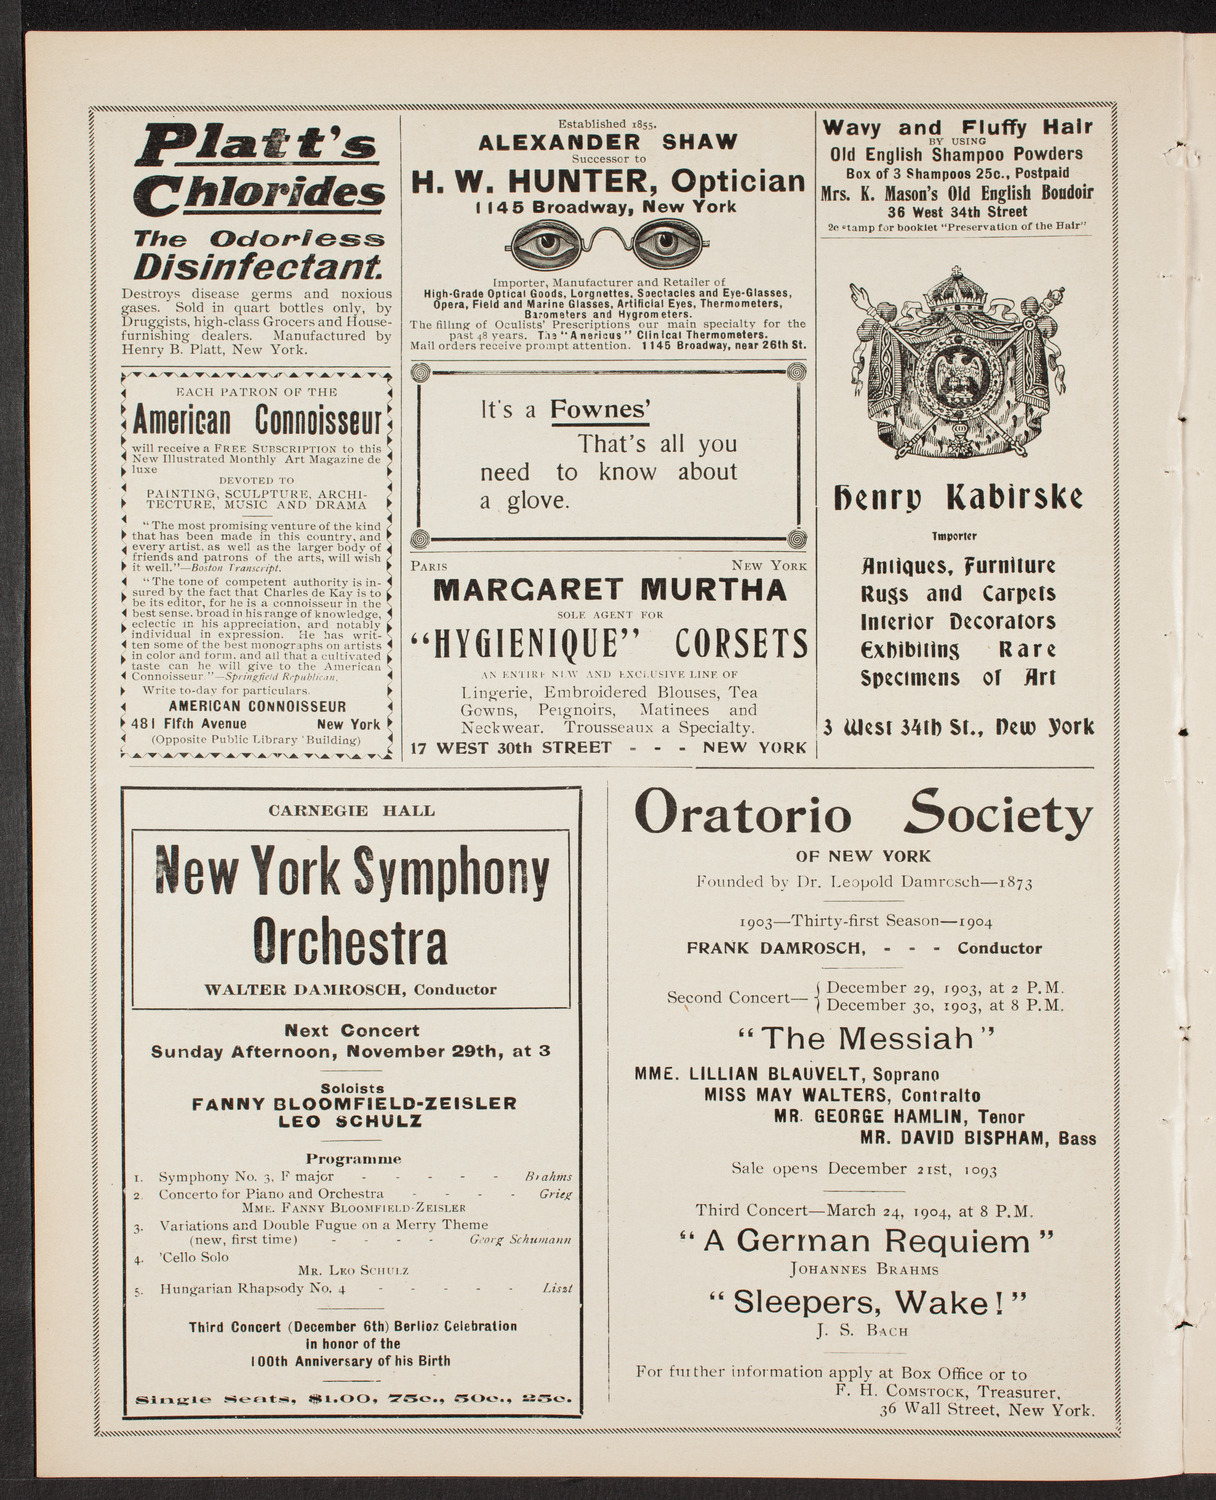 Platt's
Chlorides
The Odorless
Disinfectant.
Destroys disease germs and noxious
gases. Sold in quart bottles only, by
Druggists, high-class Grocers and House-
furnishing dealers. Manufactured by
Henry B. Platt, New York.
EACH PATRON OF THE
American Connoisseur
will receive a FREE SUBSCRIPTION to this
New Illustrated Monthly Art Magazine de
luxe
DEVOTED TO
PAINTING, SCULPTURE, ARCHI-
TECTURE, MUSIC AND DRAMA
"The most promising venture of the kind
that has been made in this country, and
every artist, as well as the larger body of
friends and patrons of the arts, will wish
it well."—Boston Transcript.
"The tone of competent authority is in-
sured by the fact that Charles de Kay is to
be its editor, for he is a connoisseur in the
best sense, broad in his range of knowledge,
eclectic in his appreciation, and notably
individual in expression. He has writ-
ten some of the best monographs on artists
in color and form, and all that a cultivated
taste can he will give to the American
Connoisseur"—Springfield Republican.
Write to-day for particulars.
AMERICAN CONNOISSEUR
481 Fifth Avenue New York
(Opposite Public Library Building)
Established 1855.
ALEXANDER SHAW
Successor to
H. W. HUNTER, Optician
1145 Broadway, New York
Importer, Manufacturer and Retailer of
High-Grade Optical Goods, Lorgnettes, Spectacles and Eye-Glasses,
Opera, Field and Marine Glasses, Artificial Eyes, Thermometers,
Barometers and Hygrometers.
The filling of Oculists' Prescriptions our main specialty for the
past 48 years. The "Americus" Clinical Thermometers.
Mail orders receive prompt attention. 1145 Broadway, near 26th St.
It's a Fownes'
That's all you
need to know about
a glove.
PARIS NEW YORK
MARGARET MURTHA
SOLE AGENT FOR
"HYGIENIQUE" CORSETS
AN ENTIRE NEW AND EXCLUSIVE LINE OF
Lingerie, Embroidered Blouses, Tea
Gowns, Peignoirs, Matinees and
Neckwear. Trousseaux a Specialty.
17 WEST 30th STREET - - - NEW YORK
Wavy and Fluffy Hair
BY USING
Old English Shampoo Powders
Box of 3 Shampoos 25c., Postpaid
Mrs. K. Mason's Old English Boudoir
36 West 34th Street
2c stamp for booklet "Preservation of the Hair"
Henry Kabirske
Importer
Antiques, Furniture
Rugs and Carpets
Interior Decorators
Exhibiting Rare
Specimens of Art
3 West 34th St., New York
CARNEGIE HALL
New York Symphony
Orchestra
WALTER DAMROSCH, Conductor
Next Concert
Sunday Afternoon, November 29th, at 3
Soloists
FANNY BLOOMFIELD-ZEISLER
LEO SCHULZ
Programme
1. Symphony No. 3, F major - - - - - Brahms
2. Concerto for Piano and Orchestra - - - - Grieg
MME. FANNY BLOOMFIELD-ZEISLER
3. Variations and Double Fugue on a Merry Theme
(new, first time) - - - - Georg Schumann
4. 'Cello Solo
MR. LEO SCHULZ
5. Hungarian Rhapsody No. 4 - - - - - Liszt
Third Concert (December 6th) Berlioz Celebration
in honor of the
100th Anniversary of his Birth
Single Seats, $1.00, 75c., 50c., 25c.
Oratorio Society
OF NEW YORK
Founded by Dr. Leopold Damrosch—1873
1903—Thirty-first Season—1904
FRANK DAMROSCH, - - - Conductor
Second Concert— { December 29, 1903, at 2 P.M.
December 30, 1903, at 8 P.M.
"The Messiah"
MME. LILLIAN BLAUVELT, Soprano
MISS MAY WALTERS, Contralto
MR. GEORGE HAMLIN, Tenor
MR. DAVID BISPHAM, Bass
Sale opens December 21st, 1093
Third Concert—March 24, 1904, at 8 P.M.
"A German Requiem"
JOHANNES BRAHMS
"Sleepers, Wake!"
J. S. BACH
For further information apply at Box Office or to
F. H. COMSTOCK, Treasurer,
36 Wall Street, New York.